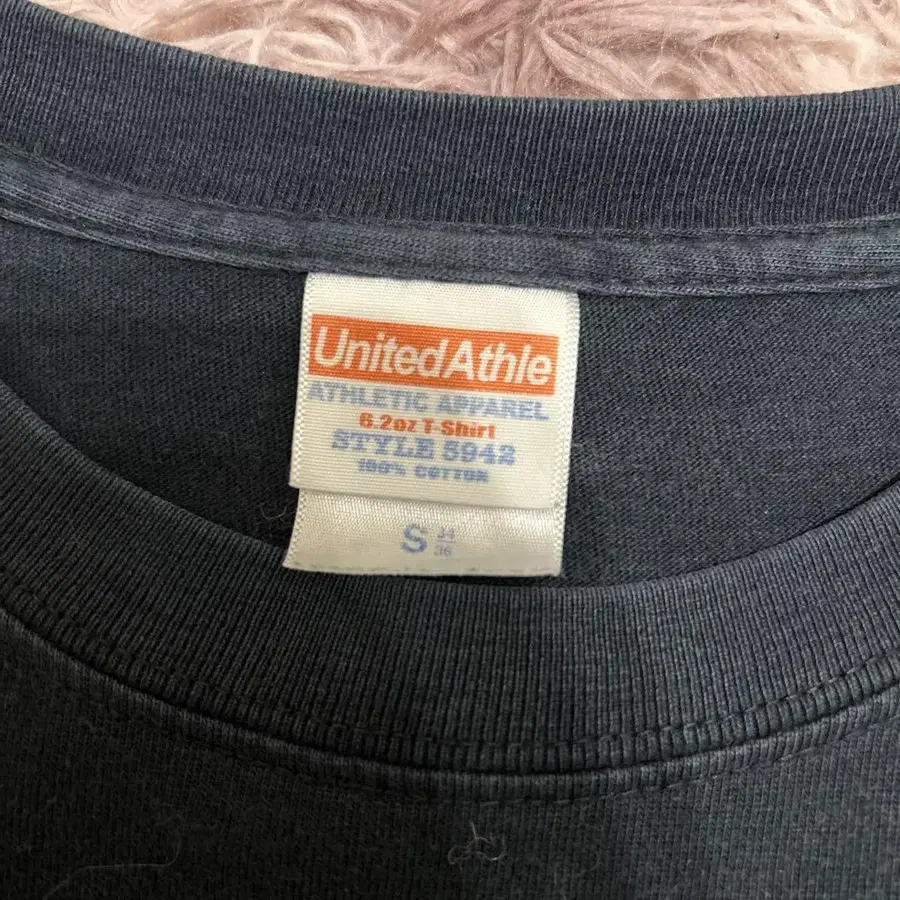 UnitedAthle
ATHLETIC APPAREL
6.2oz T-Shirt
STYLE 5942
100% COTTON
S 34/36